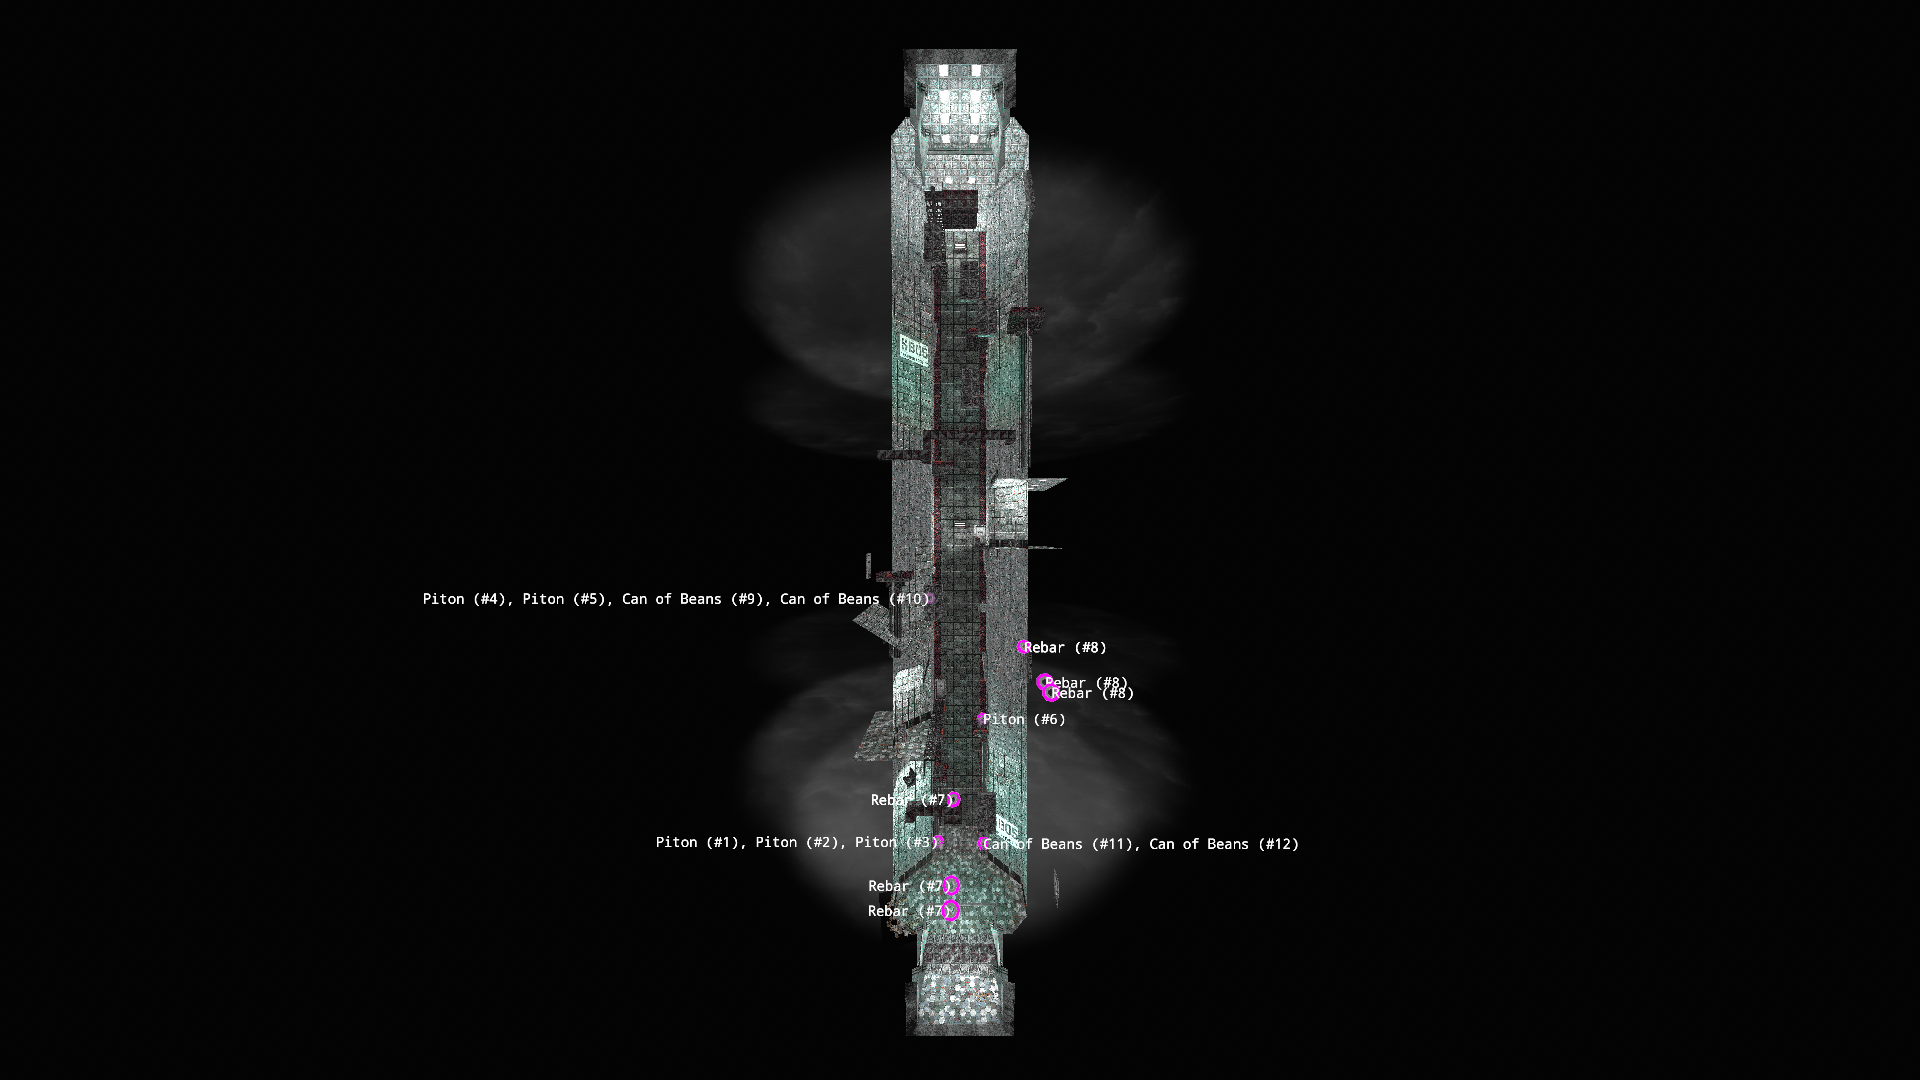 Piton (#4), Piton (#5), Can of Beans (#9), Can of Beans (#10)
Rebar (#8)
Rebar (#8)
Rebar (#8)
Piton (#6)
Rebar (#7)
Piton (#1), Piton (#2), Piton (#3)
Can of Beans (#11), Can of Beans (#12)
Rebar (#7)
Rebar (#7)